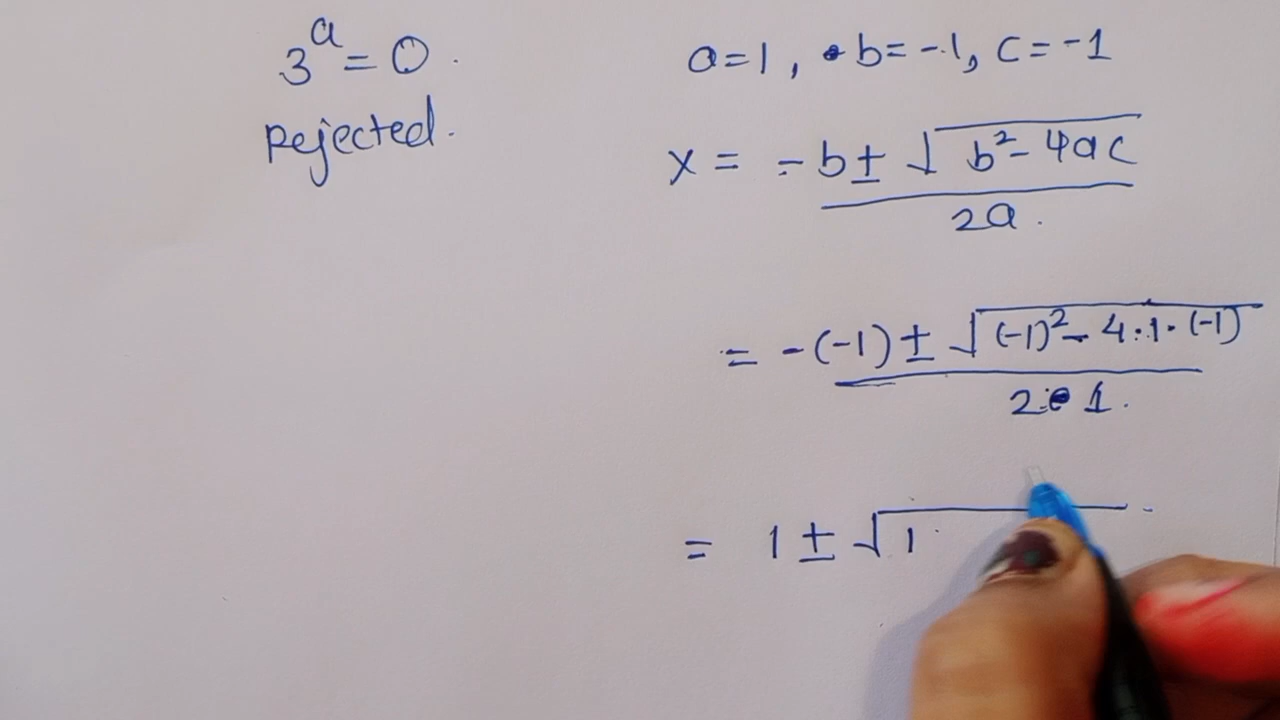 3^a = 0.
Rejected.
a=1, b=-1, c=-1
x = -b ± √(b² - 4ac)
2a.
= -(-1) ± √((-1)² - 4·1·(-1))
2·1.
= 1 ± √1